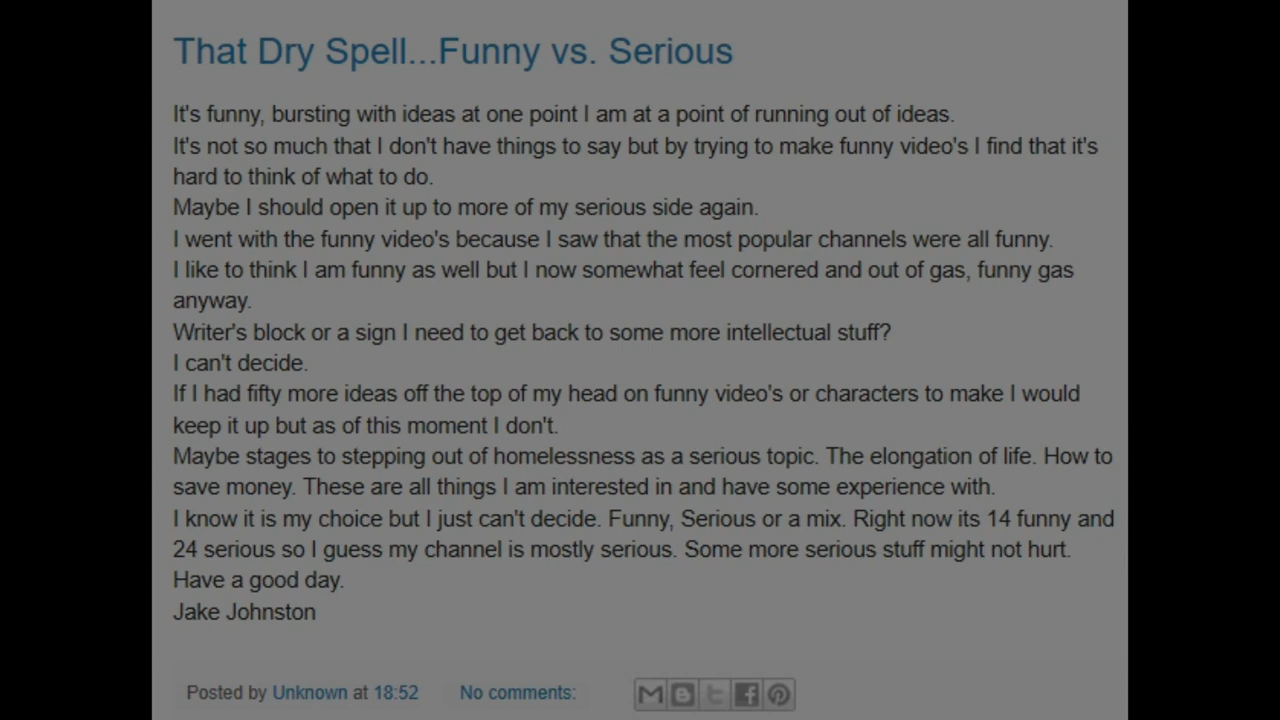 That Dry Spell...Funny vs. Serious
It's funny, bursting with ideas at one point I am at a point of running out of ideas.
It's not so much that I don't have things to say but by trying to make funny video's I find that it's
hard to think of what to do.
Maybe I should open it up to more of my serious side again.
I went with the funny video's because I saw that the most popular channels were all funny.
I like to think I am funny as well but I now somewhat feel cornered and out of gas, funny gas
anyway.
Writer's block or a sign I need to get back to some more intellectual stuff?
I can't decide.
If I had fifty more ideas off the top of my head on funny video's or characters to make I would
keep it up but as of this moment I don't.
Maybe stages to stepping out of homelessness as a serious topic. The elongation of life. How to
save money. These are all things I am interested in and have some experience with.
I know it is my choice but I just can't decide. Funny, Serious or a mix. Right now its 14 funny and
24 serious so I guess my channel is mostly serious. Some more serious stuff might not hurt.
Have a good day.
Jake Johnston
Posted by Unknown at 18:52 No comments: